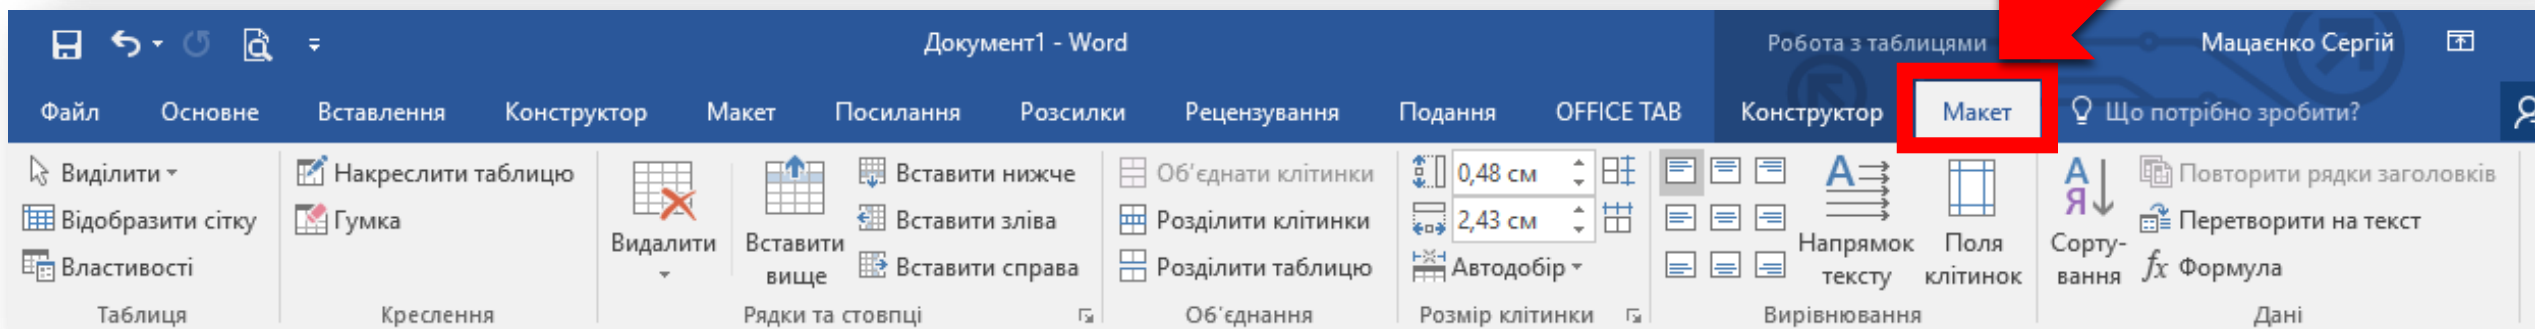 Документ1 - Word
Робота з таблицями
Мацаєнко Сергій
Файл Основне Вставлення Конструктор Макет Посилання Розсилки Рецензування Подання OFFICE TAB Конструктор Макет Що потрібно зробити?
Виділити
Відобразити сітку
Властивості
Таблиця
Накреслити таблицю
Гумка
Креслення
Видалити
Вставити
вище
Вставити нижче
Вставити зліва
Вставити справа
Рядки та стовпці
Об'єднати клітинки
Розділити клітинки
Розділити таблицю
Об'єднання
0,48 см
2,43 см
Автодобір
Розмір клітинки
Напрямок
тексту
Поля
клітинок
Вирівнювання
А
Я
Сорту-
вання
Повторити рядки заголовків
Перетворити на текст
fx Формула
Дані